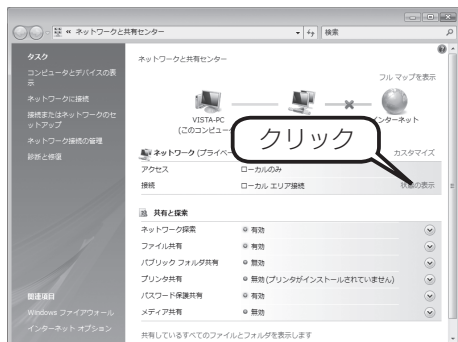 « ネットワークと共有センター
検索
タスク
コンピュータとデバイスの表
示
ネットワークに接続
接続またはネットワークのセ
ットアップ
ネットワーク接続の管理
診断と修復
関連項目
Windows ファイアウォール
インターネット オプション
ネットワークと共有センター
フル マップを表示
VISTA-PC
(このコンピュータ
インターネット
クリック
ネットワーク (プライベー
カスタマイズ
アクセス ローカルのみ
接続 ローカル エリア接続 状態の表示
共有と探索
ネットワーク探索 有効
ファイル共有 有効
パブリック フォルダ共有 無効
プリンタ共有 無効 (プリンタがインストールされていません)
パスワード保護共有 有効
メディア共有 無効
共有しているすべてのファイルとフォルダを表示します